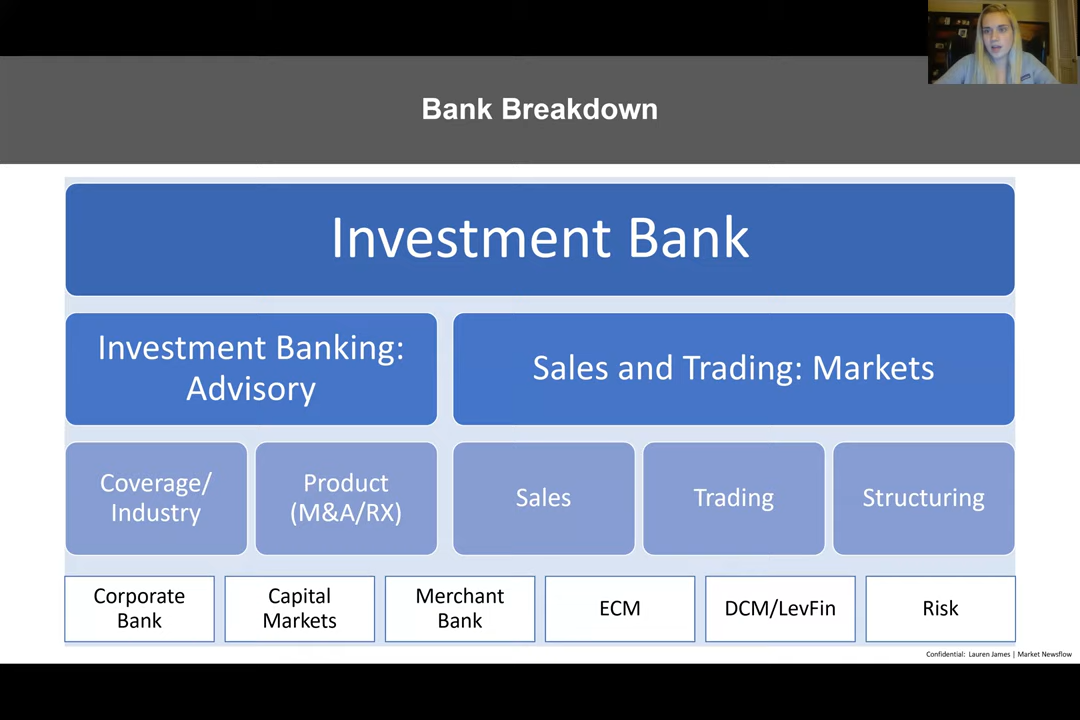 Bank Breakdown
Investment Bank
Investment Banking:
Advisory
Sales and Trading: Markets
Coverage/
Industry
Product
(M&A/RX)
Sales
Trading
Structuring
Corporate
Bank
Capital
Markets
Merchant
Bank
ECM
DCM/LevFin
Risk
Confidential: Lauren James | Market Newsflow